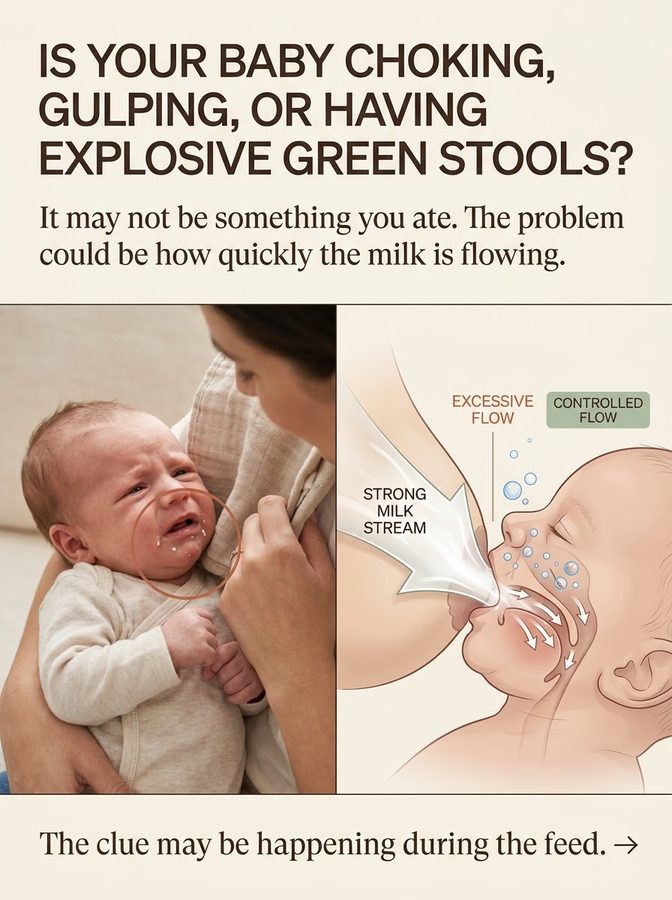 IS YOUR BABY CHOKING,
GULPING, OR HAVING
EXPLOSIVE GREEN STOOLS?
It may not be something you ate. The problem
could be how quickly the milk is flowing.
EXCESSIVE
FLOW
CONTROLLED
FLOW
STRONG
MILK
STREAM
The clue may be happening during the feed. →